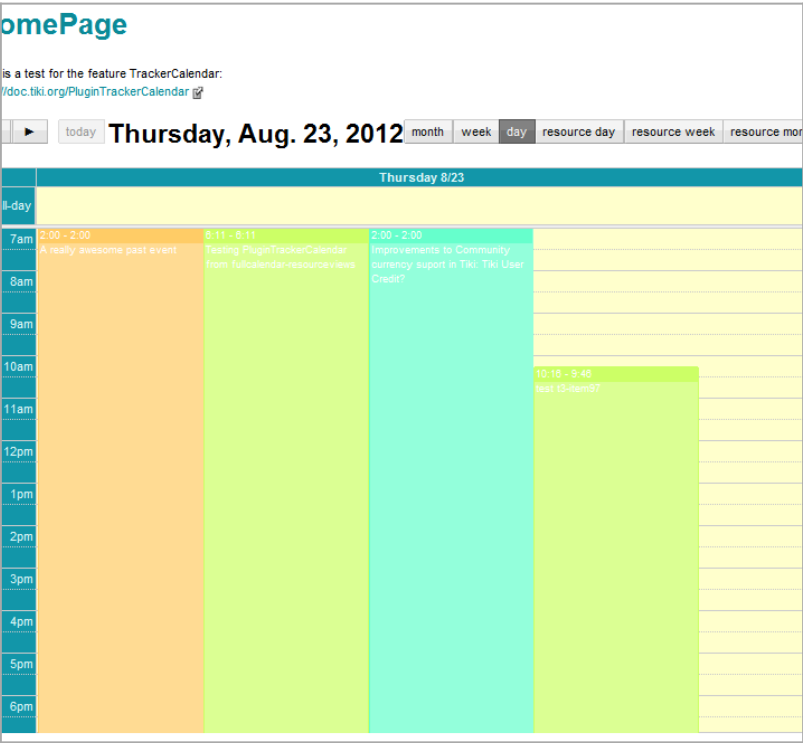 omePage
is a test for the feature TrackerCalendar:
//doc.tiki.org/PluginTrackerCalendar
today Thursday, Aug. 23, 2012 month week day resource day resource week resource mor
Thursday 8/23
ll-day
7am 2:00 - 2:00 6:11 - 6:11 2:00 - 2:00
A really awesome past event Testing PluginTrackerCalendar Improvements to Community
from fullcalendar-resourceviews currency suport in Tiki: Tiki User
8am Credit?
9am
10am
10:16 - 9:46
test t3-item97
11am
12pm
1pm
2pm
3pm
4pm
5pm
6pm